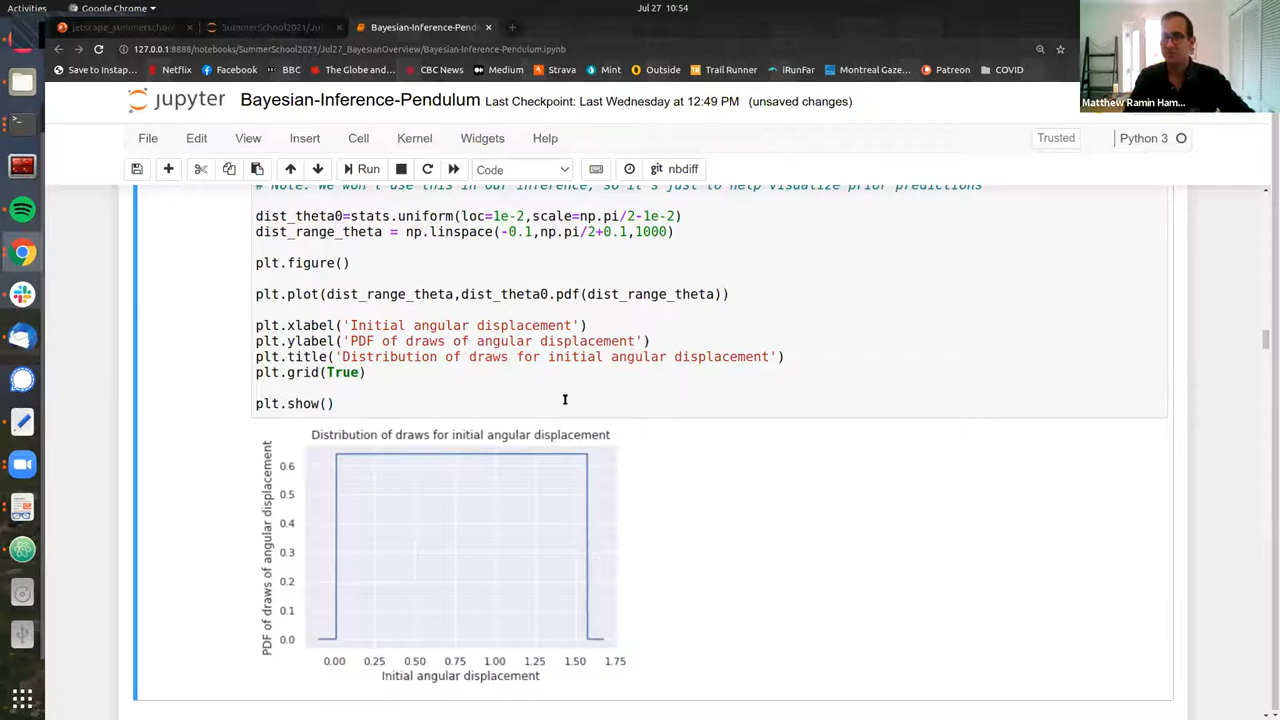 Activities
Google Chrome
Jul 27 10:54
jetscape_summerschool
SummerSchool2021/Jul
Bayesian-Inference-Pend
127.0.0.1:8888/notebooks/SummerSchool2021/Jul27_BayesianOverview/Bayesian-Inference-Pendulum.ipynb
Save to Instap... Netflix Facebook BBC The Globe and... CBC News Medium Strava Mint Outside Trail Runner iRunFar Montreal Gaze... Patreon COVID
Matthew Ramin Ham...
jupyter Bayesian-Inference-Pendulum Last Checkpoint: Last Wednesday at 12:49 PM (unsaved changes)
File Edit View Insert Cell Kernel Widgets Help Trusted Python 3
Run Code git nbdiff
# Note: We won't use this in our inference, so it's just to help visualize prior predictions
dist_theta0=stats.uniform(loc=1e-2,scale=np.pi/2-1e-2)
dist_range_theta = np.linspace(-0.1,np.pi/2+0.1,1000)
plt.figure()
plt.plot(dist_range_theta,dist_theta0.pdf(dist_range_theta))
plt.xlabel('Initial angular displacement')
plt.ylabel('PDF of draws of angular displacement')
plt.title('Distribution of draws for initial angular displacement')
plt.grid(True)
plt.show()
Distribution of draws for initial angular displacement
PDF of draws of angular displacement
0.6
0.5
0.4
0.3
0.2
0.1
0.0
0.00 0.25 0.50 0.75 1.00 1.25 1.50 1.75
Initial angular displacement